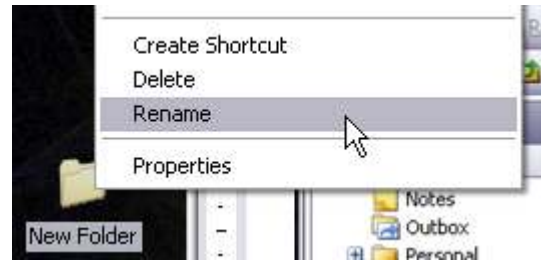 Create Shortcut
Delete
Rename
Properties
New Folder
Notes
Outbox
Personal